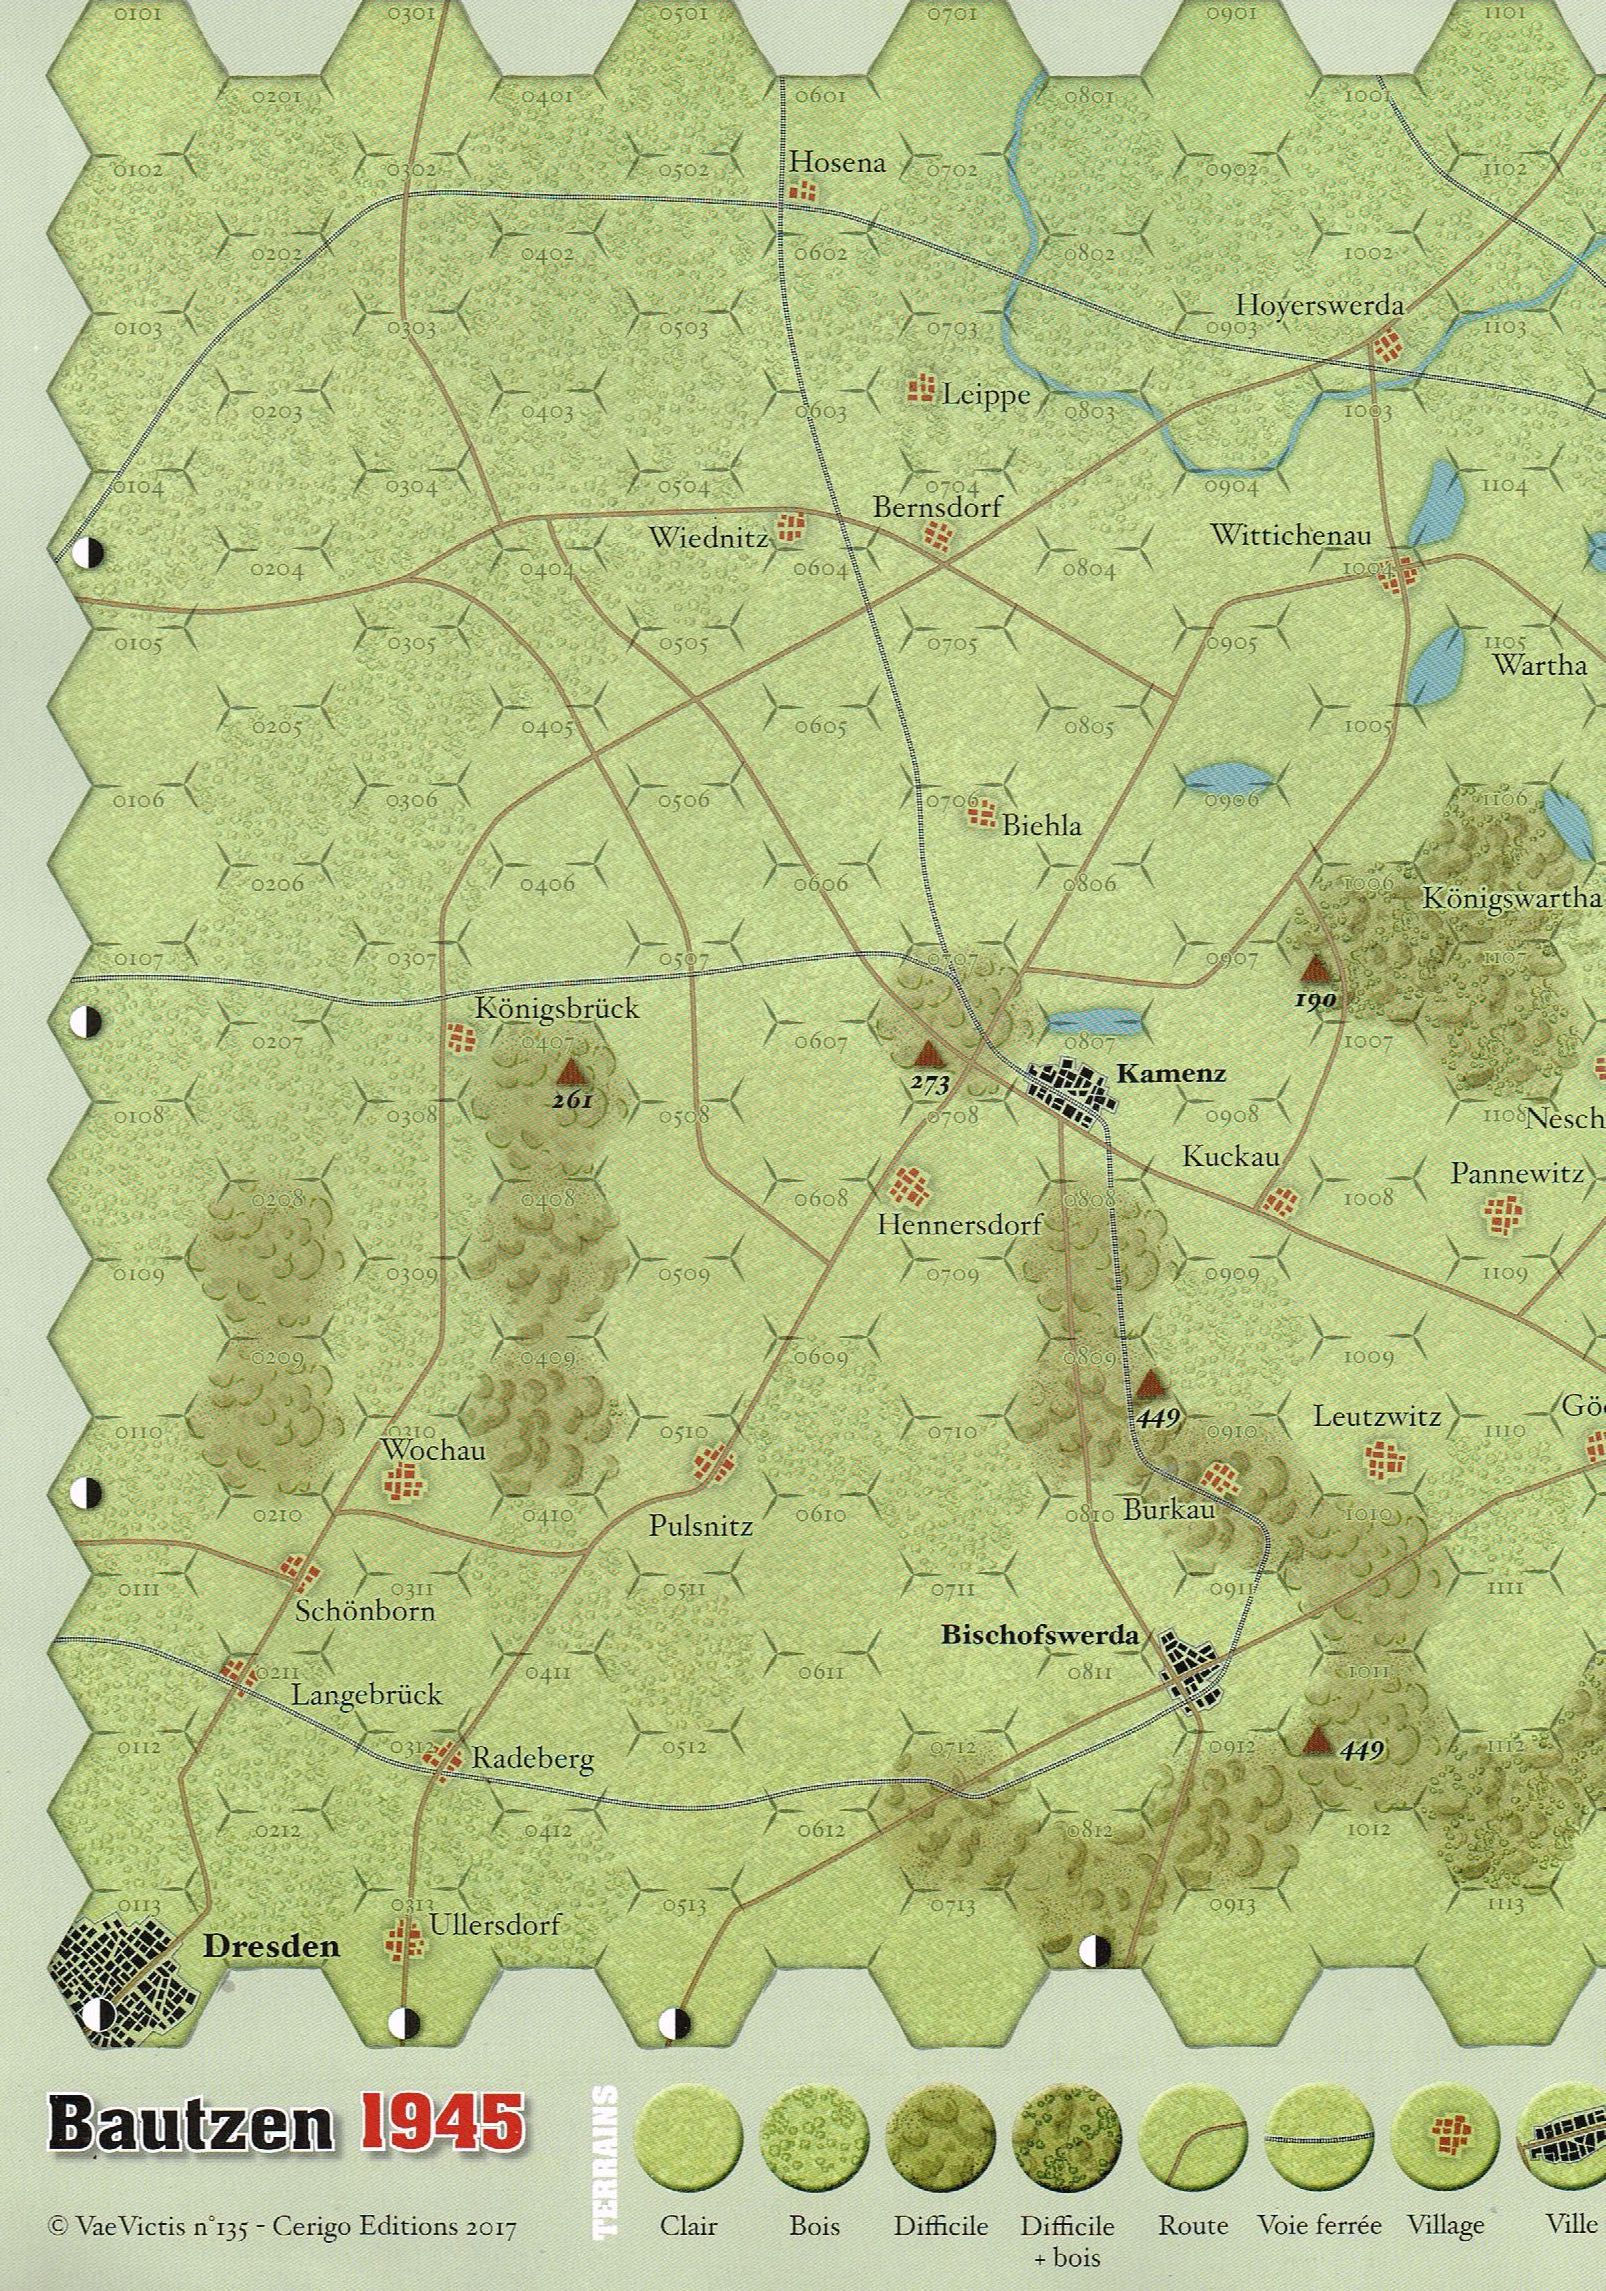 0101 0301 0501 0701 0901 1101
0201 0401 0601 0801 1001
Hosena
0102 0302 0502 0702 0902 1102
0202 0402 0602 0802 1002
Hoyerswerda
0103 0303 0503 0703 0903 1103
Leippe
0203 0403 0603 0803 1003
0104 0304 0504 0704 0904 1104
Bernsdorf
Wiednitz
Wittichenau
0204 0404 0604 0804 1004
0105 0305 0505 0705 0905 1105
Wartha
0205 0405 0605 0805 1005
0106 0306 0506 0706 0906 1106
Biehla
0206 0406 0606 0806 1006
Königswartha
0107 0307 0507 0707 0907 1107
Königsbrück
190
0207 0407 0607 0807 1007
Kamenz
261
273
0108 0308 0508 0708 0908 1108
Nesch
Kuckau
Pannewitz
0208 0408 0608 0808 1008
Hennersdorf
0109 0309 0509 0709 0909 1109
0209 0409 0609 0809 1009
449
Leutzwitz
Gö
0110 0310 0510 0710 0910 1110
Wochau
Burkau
0210 0410 0610 0810 1010
Pulsnitz
0111 0311 0511 0711 0911 1111
Schönborn
Bischofswerda
0211 0411 0611 0811 1011
Langebrück
0112 0312 0512 0712 0912 1112
Radeberg
449
0212 0412 0612 0812 1012
0113 0313 0513 0713 0913 1113
Ullersdorf
Dresden
Bautzen 1945
© VaeVictis n°135 - Cerigo Editions 2017
TERRAINS
Clair
Bois
Difficile
Difficile
+ bois
Route
Voie ferrée
Village
Ville